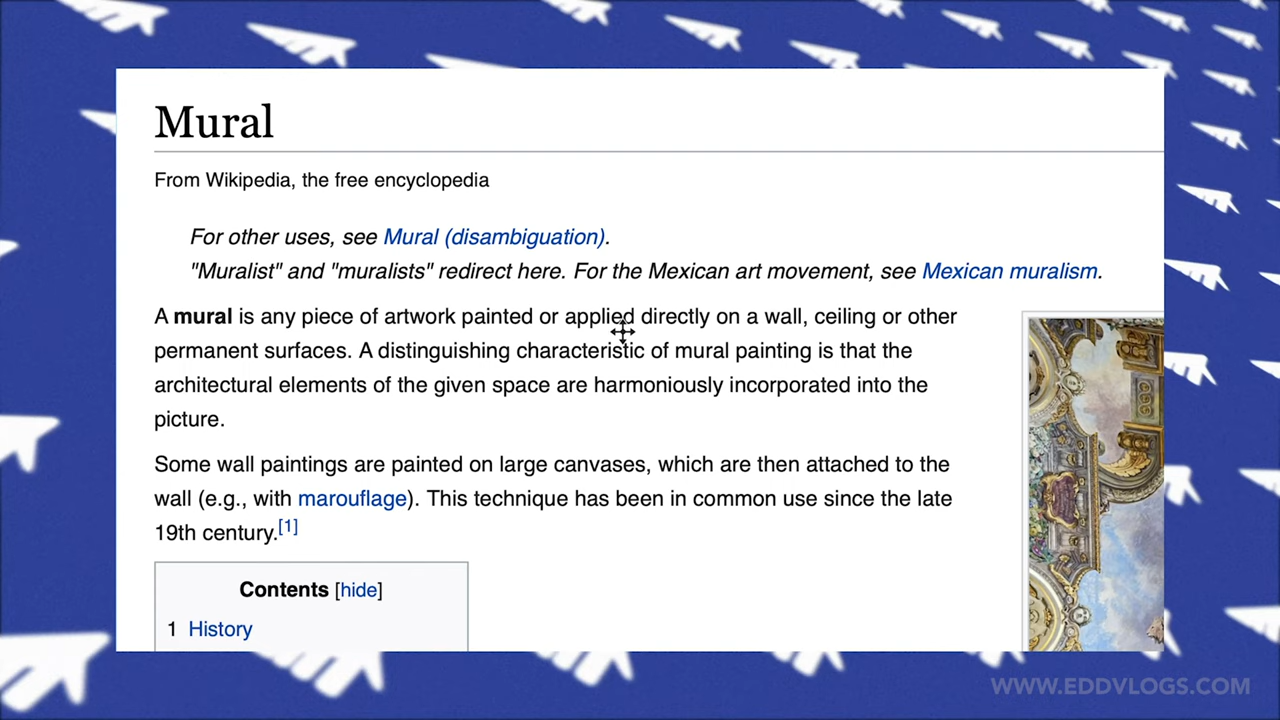 Mural
From Wikipedia, the free encyclopedia
For other uses, see Mural (disambiguation).
"Muralist" and "muralists" redirect here. For the Mexican art movement, see Mexican muralism.
A mural is any piece of artwork painted or applied directly on a wall, ceiling or other
permanent surfaces. A distinguishing characteristic of mural painting is that the
architectural elements of the given space are harmoniously incorporated into the
picture.
Some wall paintings are painted on large canvases, which are then attached to the
wall (e.g., with marouflage). This technique has been in common use since the late
19th century.[1]
Contents [hide]
1 History
WWW.EDDVLOGS.COM